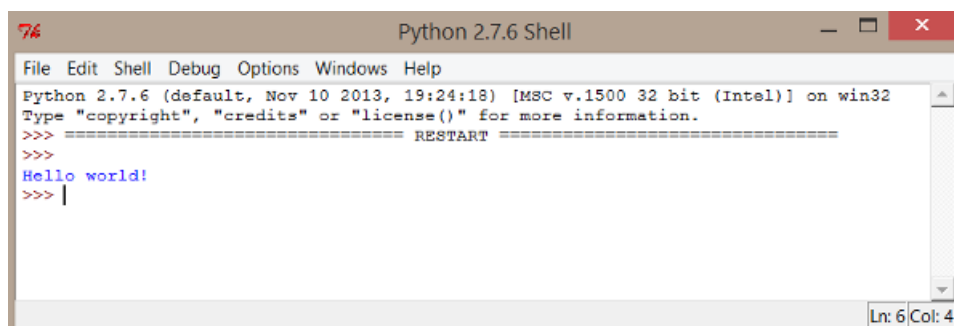 Python 2.7.6 Shell
File Edit Shell Debug Options Windows Help
Python 2.7.6 (default, Nov 10 2013, 19:24:18) [MSC v.1500 32 bit (Intel)] on win32
Type "copyright", "credits" or "license()" for more information.
>>> ================================ RESTART ================================
>>>
Hello world!
>>>
Ln: 6 Col: 4